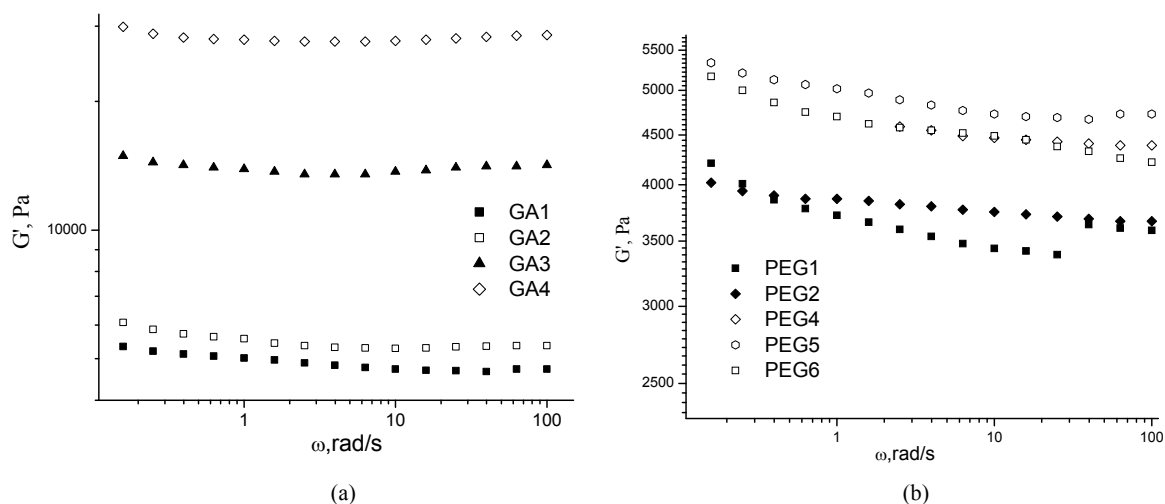 G', Pa
10000
GA1
GA2
GA3
GA4
1
10
100
ω,rad/s
(a)
G', Pa
5500
5000
4500
4000
3500
3000
2500
PEG1
PEG2
PEG4
PEG5
PEG6
1
10
100
ω,rad/s
(b)